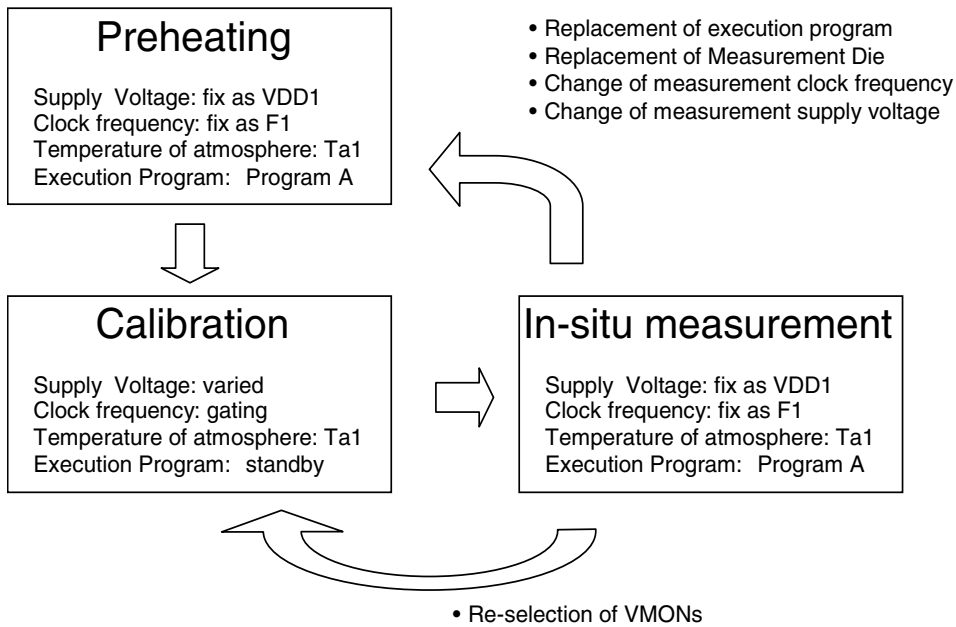 Preheating
Supply Voltage: fix as VDD1
Clock frequency: fix as F1
Temperature of atmosphere: Ta1
Execution Program: Program A
• Replacement of execution program
• Replacement of Measurement Die
• Change of measurement clock frequency
• Change of measurement supply voltage
Calibration
Supply Voltage: varied
Clock frequency: gating
Temperature of atmosphere: Ta1
Execution Program: standby
In-situ measurement
Supply Voltage: fix as VDD1
Clock frequency: fix as F1
Temperature of atmosphere: Ta1
Execution Program: Program A
• Re-selection of VMONs